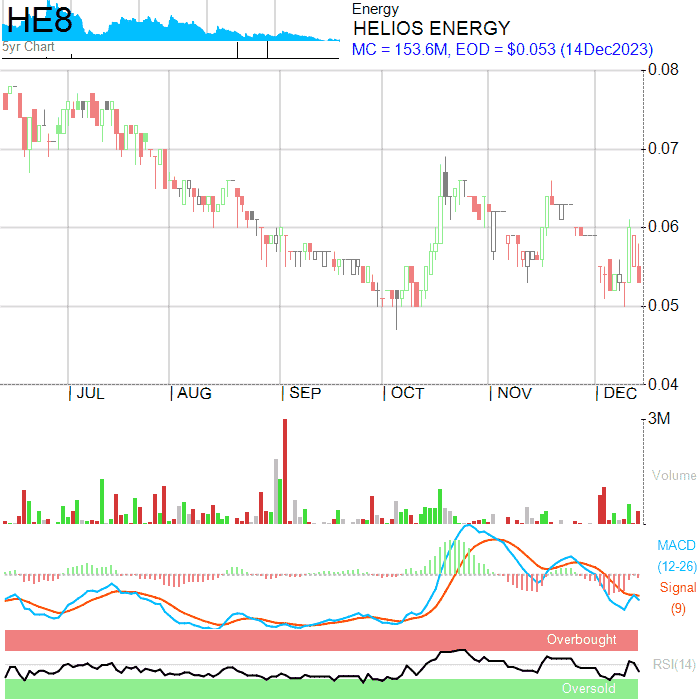 HE8
5yr Chart
Energy
HELIOS ENERGY
MC = 153.6M, EOD = $0.053 (14Dec2023)
0.08
0.07
0.06
0.05
0.04
JUL AUG SEP OCT NOV DEC
3M
Volume
MACD
(12-26)
Signal
(9)
Overbought
RSI(14)
Oversold